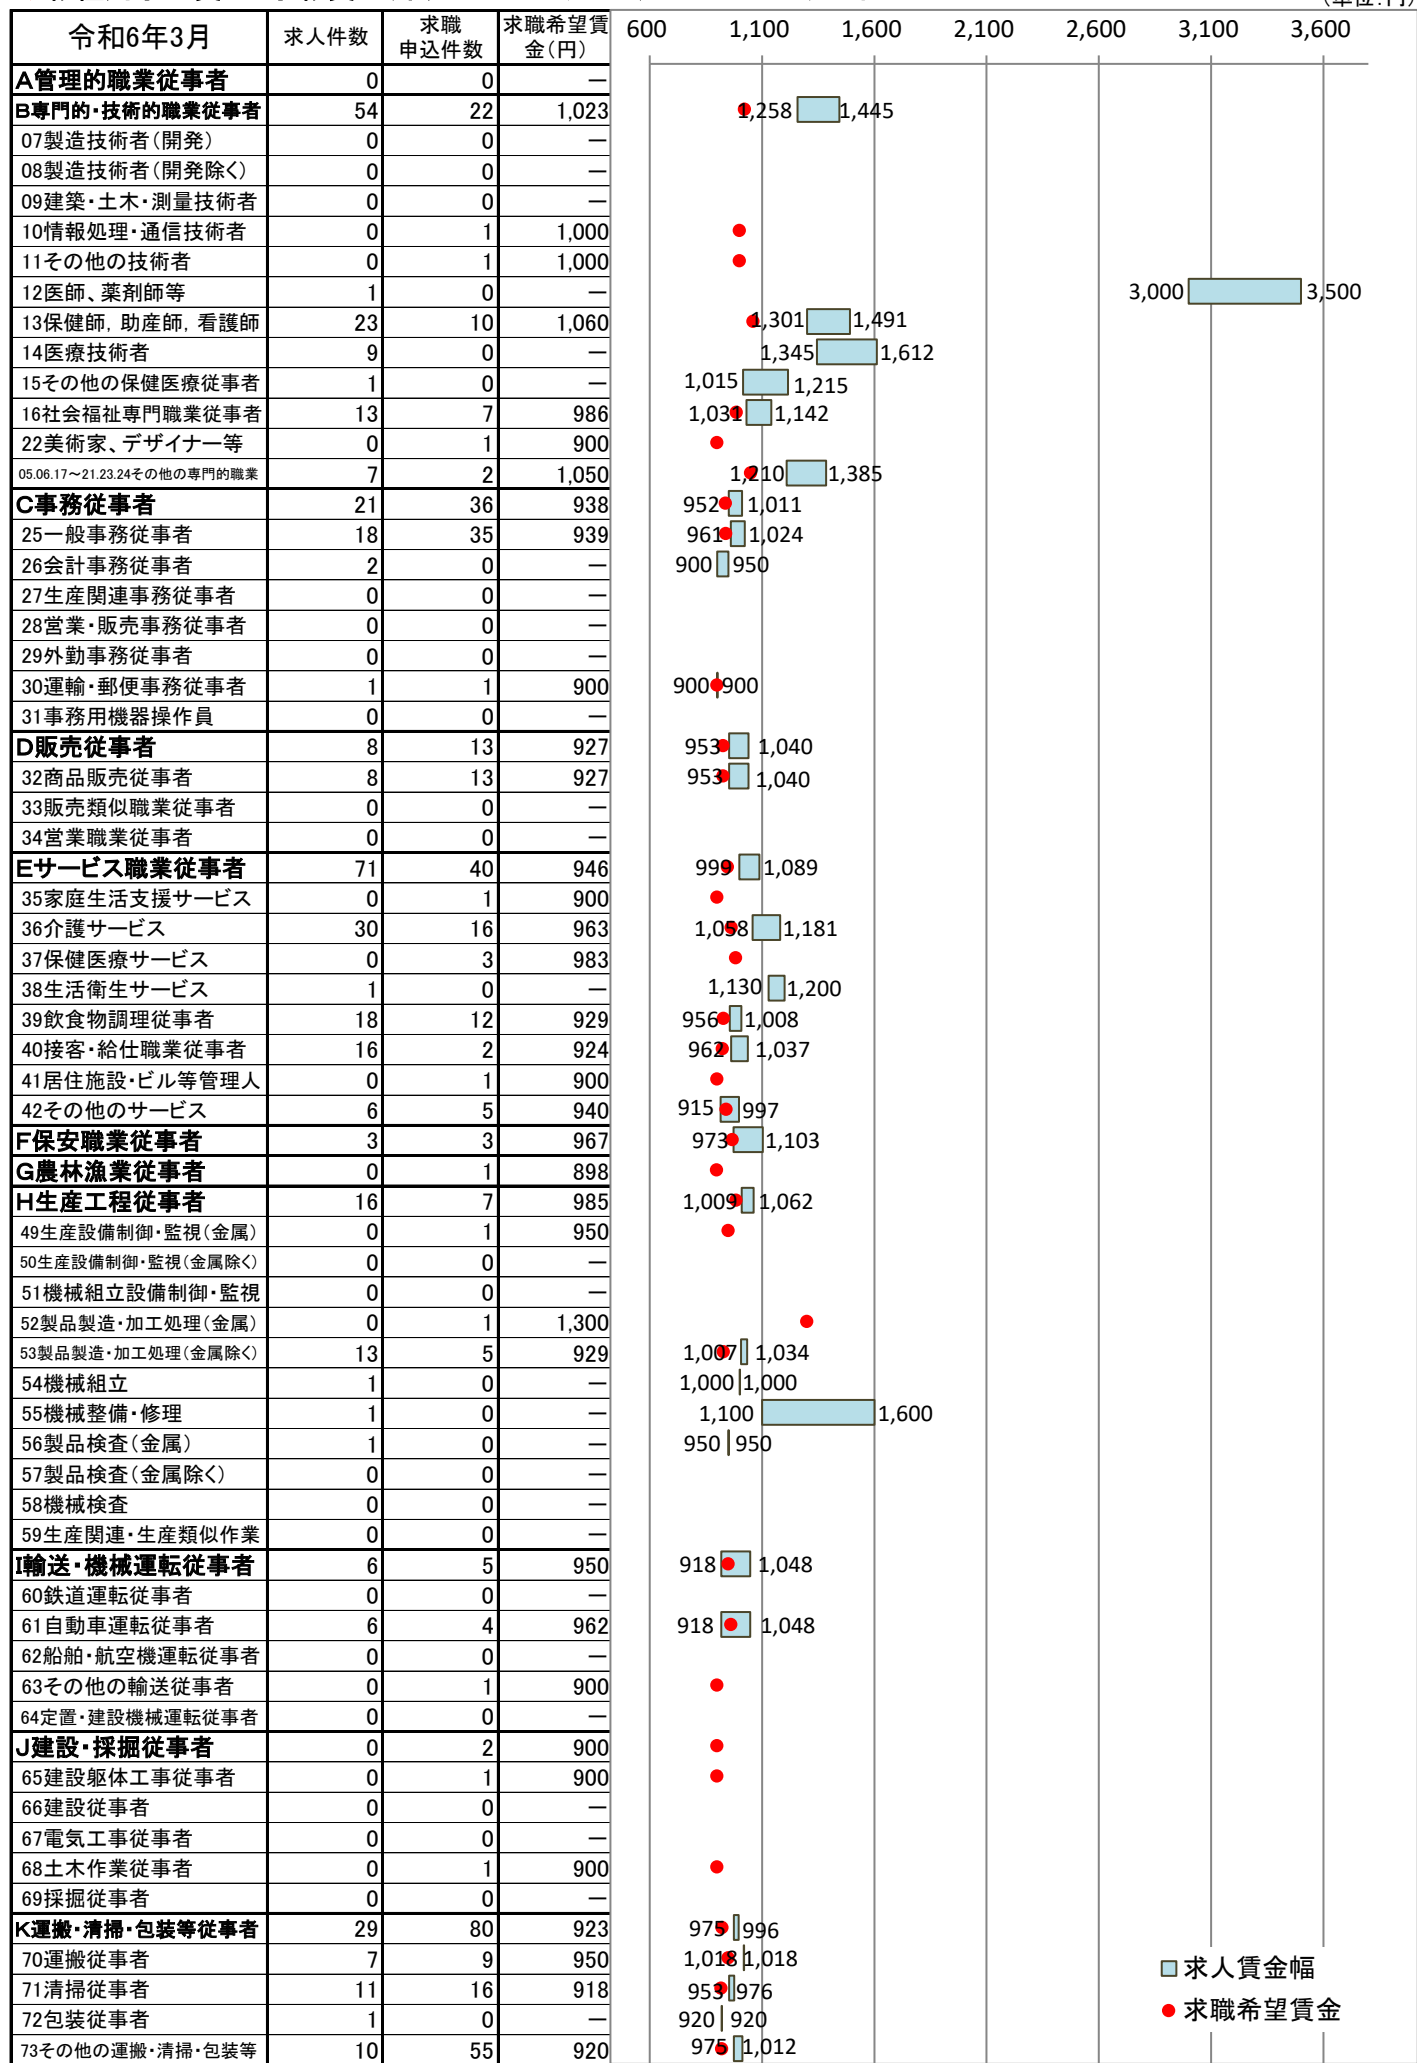 (単位:円)
令和6年3月 求人件数 求職申込件数 求職希望賃金(円) 600 1,100 1,600 2,100 2,600 3,100 3,600
A管理的職業従事者 0 0 ―
B専門的・技術的職業従事者 54 22 1,023 1,258 1,445
07製造技術者(開発) 0 0 ―
08製造技術者(開発除く) 0 0 ―
09建築・土木・測量技術者 0 0 ―
10情報処理・通信技術者 0 1 1,000
11その他の技術者 0 1 1,000
12医師、薬剤師等 1 0 ― 3,000 3,500
13保健師, 助産師, 看護師 23 10 1,060 1,301 1,491
14医療技術者 9 0 ― 1,345 1,612
15その他の保健医療従事者 1 0 ― 1,015 1,215
16社会福祉専門職業従事者 13 7 986 1,031 1,142
22美術家、デザイナー等 0 1 900
05.06.17～21.23.24その他の専門的職業 7 2 1,050 1,210 1,385
C事務従事者 21 36 938 952 1,011
25一般事務従事者 18 35 939 961 1,024
26会計事務従事者 2 0 ― 900 950
27生産関連事務従事者 0 0 ―
28営業・販売事務従事者 0 0 ―
29外勤事務従事者 0 0 ―
30運輸・郵便事務従事者 1 1 900 900 900
31事務用機器操作員 0 0 ―
D販売従事者 8 13 927 953 1,040
32商品販売従事者 8 13 927 953 1,040
33販売類似職業従事者 0 0 ―
34営業職業従事者 0 0 ―
Eサービス職業従事者 71 40 946 999 1,089
35家庭生活支援サービス 0 1 900
36介護サービス 30 16 963 1,058 1,181
37保健医療サービス 0 3 983
38生活衛生サービス 1 0 ― 1,130 1,200
39飲食物調理従事者 18 12 929 956 1,008
40接客・給仕職業従事者 16 2 924 962 1,037
41居住施設・ビル等管理人 0 1 900
42その他のサービス 6 5 940 915 997
F保安職業従事者 3 3 967 973 1,103
G農林漁業従事者 0 1 898
H生産工程従事者 16 7 985 1,009 1,062
49生産設備制御・監視(金属) 0 1 950
50生産設備制御・監視(金属除く) 0 0 ―
51機械組立設備制御・監視 0 0 ―
52製品製造・加工処理(金属) 0 1 1,300
53製品製造・加工処理(金属除く) 13 5 929 1,007 1,034
54機械組立 1 0 ― 1,000 1,000
55機械整備・修理 1 0 ― 1,100 1,600
56製品検査(金属) 1 0 ― 950 950
57製品検査(金属除く) 0 0 ―
58機械検査 0 0 ―
59生産関連・生産類似作業 0 0 ―
I輸送・機械運転従事者 6 5 950 918 1,048
60鉄道運転従事者 0 0 ―
61自動車運転従事者 6 4 962 918 1,048
62船舶・航空機運転従事者 0 0 ―
63その他の輸送従事者 0 1 900
64定置・建設機械運転従事者 0 0 ―
J建設・採掘従事者 0 2 900
65建設躯体工事従事者 0 1 900
66建設従事者 0 0 ―
67電気工事従事者 0 0 ―
68土木作業従事者 0 1 900
69採掘従事者 0 0 ―
K運搬・清掃・包装等従事者 29 80 923 975 996
70運搬従事者 7 9 950 1,018 1,018
71清掃従事者 11 16 918 953 976
72包装従事者 1 0 ― 920 920
73その他の運搬・清掃・包装等 10 55 920 975 1,012
求人賃金幅
求職希望賃金